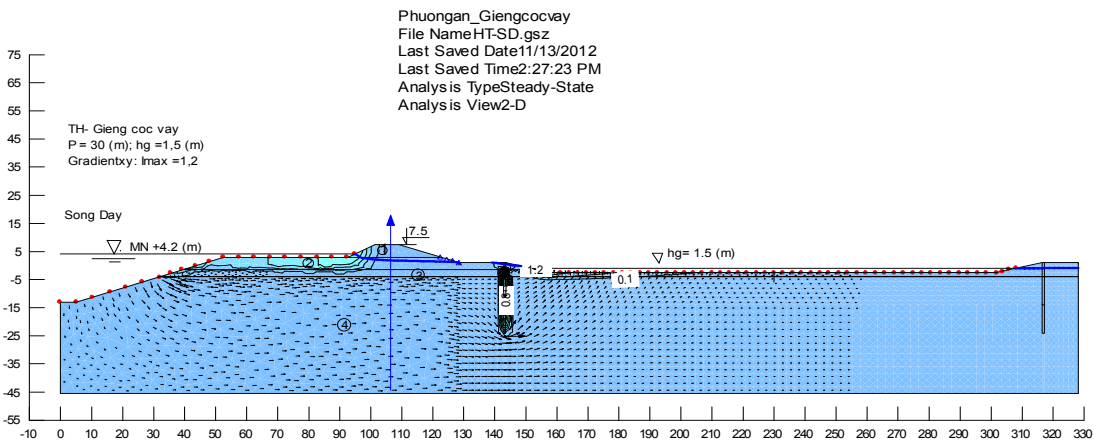 Phuongan_Giengcocvay
File NameHT-SD.gsz
Last Saved Date11/13/2012
Last Saved Time2:27:23 PM
Analysis TypeSteady-State
Analysis View2-D
TH- Gieng coc vay
P = 30 (m); hg =1,5 (m)
Gradientxy: Imax =1,2
Song Day
MN +4.2 (m)
7.5
hg= 1.5 (m)
1
2
3
4
1.2
0.1
75
65
55
45
35
25
15
5
-5
-15
-25
-35
-45
-55
-10 0 10 20 30 40 50 60 70 80 90 100 110 120 130 140 150 160 170 180 190 200 210 220 230 240 250 260 270 280 290 300 310 320 330